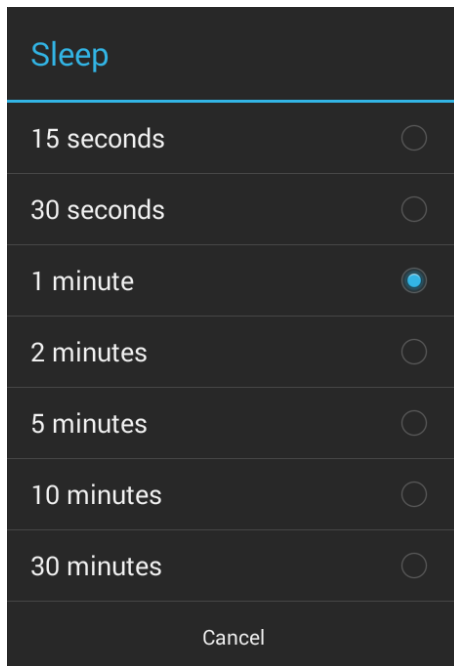 Sleep
15 seconds
30 seconds
1 minute
2 minutes
5 minutes
10 minutes
30 minutes
Cancel